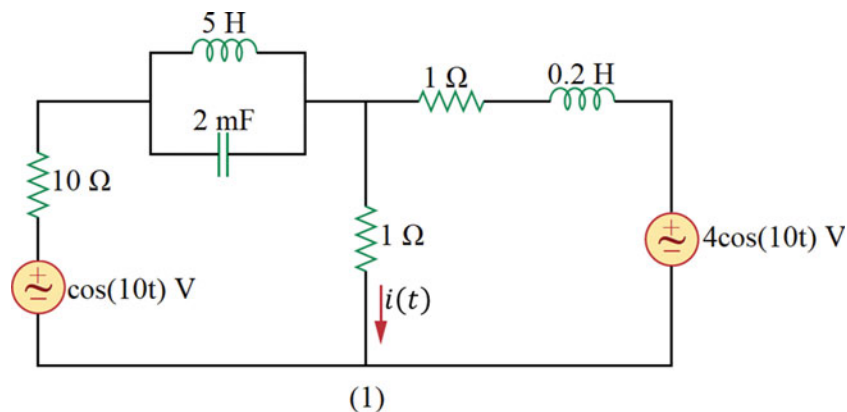 5 H
1 Ω
0.2 H
2 mF
10 Ω
1 Ω
4cos(10t) V
cos(10t) V
i(t)
(1)